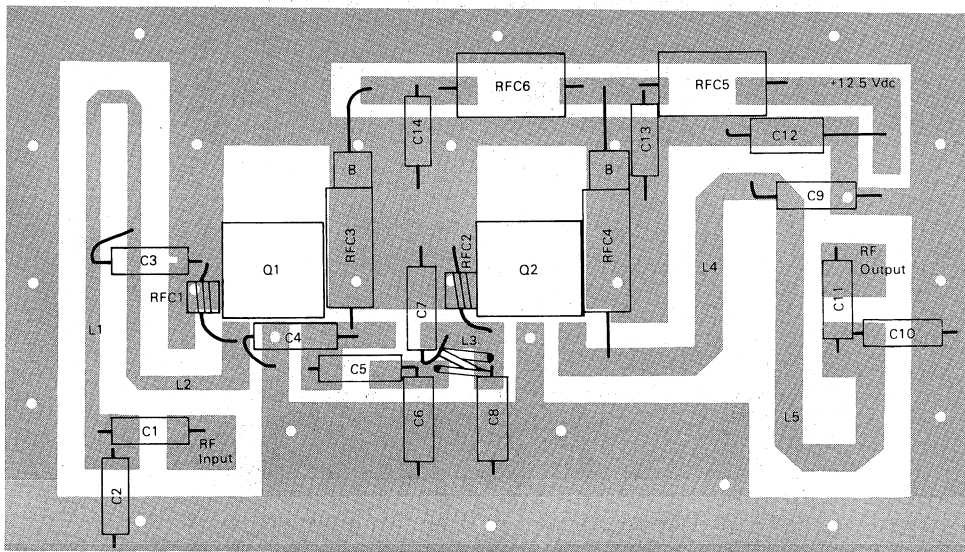 RFC6
RFC5
+12.5 Vdc
C14
C13
C12
B
B
C9
RFC3
RFC4
RFC2
C3
Q1
Q2
L4
RF
Output
RFC1
C7
C11
L1
C4
L3
C10
C5
L2
C6
C8
L5
C1
RF
Input
C2